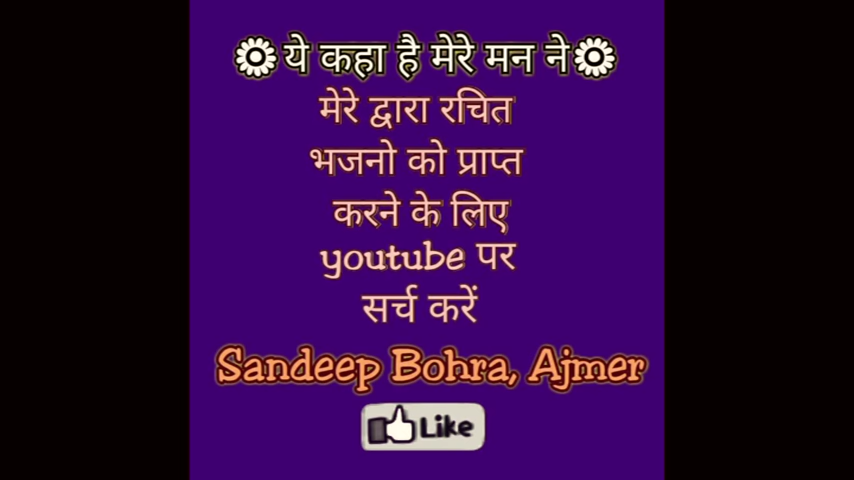 ये कहा है मेरे मन ने
मेरे द्वारा रचित
भजनो को प्राप्त
करने के लिए
youtube पर
सर्च करें
Sandeep Bohra, Ajmer
Like